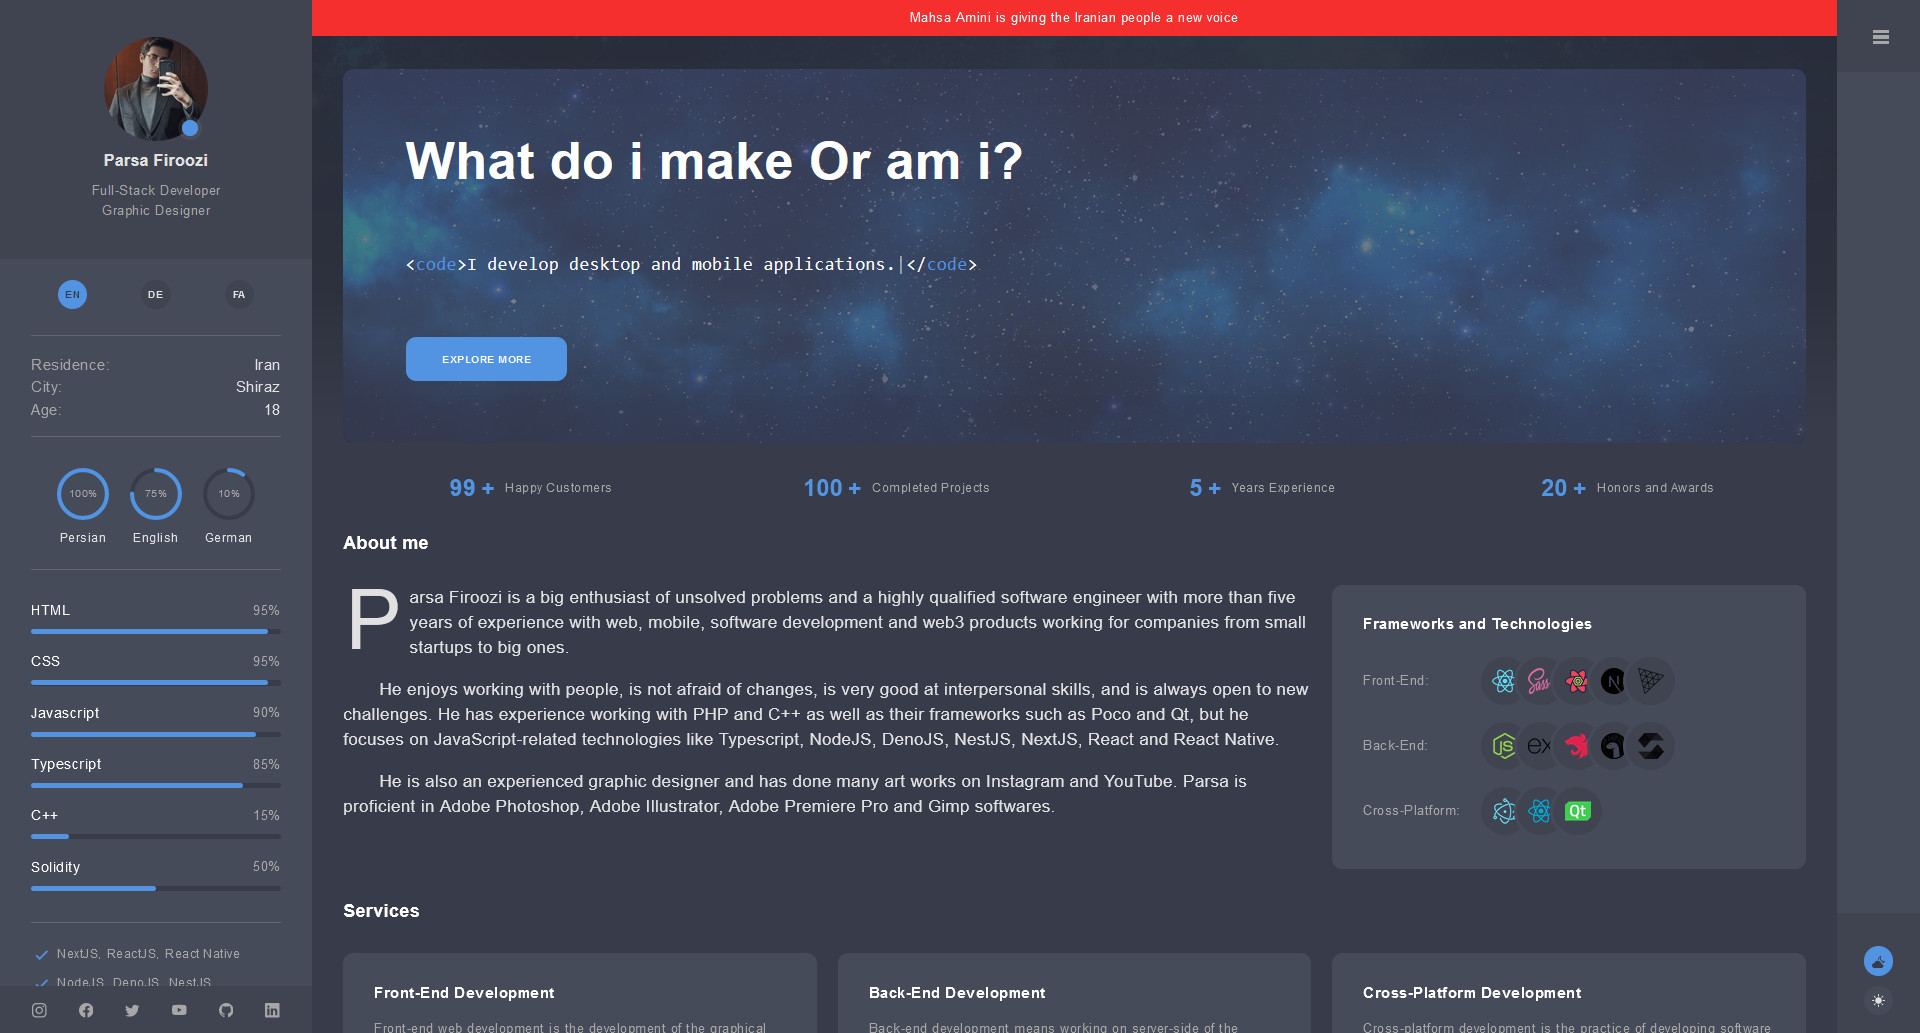 Mahsa Amini is giving the Iranian people a new voice
Parsa Firoozi
Full-Stack Developer
Graphic Designer
EN
DE
FA
Residence: Iran
City: Shiraz
Age: 18
100%
75%
10%
Persian
English
German
HTML 95%
CSS 95%
Javascript 90%
Typescript 85%
C++ 15%
Solidity 50%
NextJS, ReactJS, React Native
NodeJS, DenoJS, NestJS
What do i make Or am i?
<code>I develop desktop and mobile applications.|</code>
EXPLORE MORE
99 + Happy Customers
100 + Completed Projects
5 + Years Experience
20 + Honors and Awards
About me
Parsa Firoozi is a big enthusiast of unsolved problems and a highly qualified software engineer with more than five
years of experience with web, mobile, software development and web3 products working for companies from small
startups to big ones.
He enjoys working with people, is not afraid of changes, is very good at interpersonal skills, and is always open to new
challenges. He has experience working with PHP and C++ as well as their frameworks such as Poco and Qt, but he
focuses on JavaScript-related technologies like Typescript, NodeJS, DenoJS, NestJS, NextJS, React and React Native.
He is also an experienced graphic designer and has done many art works on Instagram and YouTube. Parsa is
proficient in Adobe Photoshop, Adobe Illustrator, Adobe Premiere Pro and Gimp softwares.
Frameworks and Technologies
Front-End:
Sass
N
Back-End:
JS
ex
Cross-Platform:
Qt
Services
Front-End Development
Front-end web development is the development of the graphical
Back-End Development
Back-end development means working on server-side of the
Cross-Platform Development
Cross-platform development is the practice of developing software